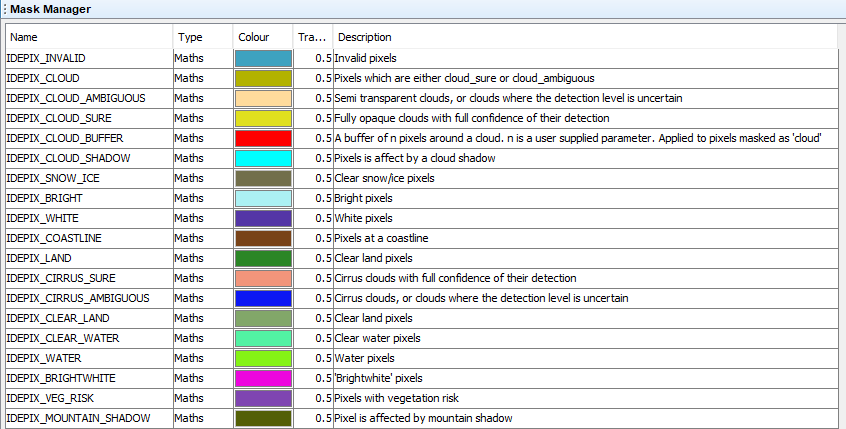 Mask Manager
Name Type Colour Tra... Description
IDEPIX_INVALID Maths 0.5 Invalid pixels
IDEPIX_CLOUD Maths 0.5 Pixels which are either cloud_sure or cloud_ambiguous
IDEPIX_CLOUD_AMBIGUOUS Maths 0.5 Semi transparent clouds, or clouds where the detection level is uncertain
IDEPIX_CLOUD_SURE Maths 0.5 Fully opaque clouds with full confidence of their detection
IDEPIX_CLOUD_BUFFER Maths 0.5 A buffer of n pixels around a cloud. n is a user supplied parameter. Applied to pixels masked as 'cloud'
IDEPIX_CLOUD_SHADOW Maths 0.5 Pixels is affect by a cloud shadow
IDEPIX_SNOW_ICE Maths 0.5 Clear snow/ice pixels
IDEPIX_BRIGHT Maths 0.5 Bright pixels
IDEPIX_WHITE Maths 0.5 White pixels
IDEPIX_COASTLINE Maths 0.5 Pixels at a coastline
IDEPIX_LAND Maths 0.5 Clear land pixels
IDEPIX_CIRRUS_SURE Maths 0.5 Cirrus clouds with full confidence of their detection
IDEPIX_CIRRUS_AMBIGUOUS Maths 0.5 Cirrus clouds, or clouds where the detection level is uncertain
IDEPIX_CLEAR_LAND Maths 0.5 Clear land pixels
IDEPIX_CLEAR_WATER Maths 0.5 Clear water pixels
IDEPIX_WATER Maths 0.5 Water pixels
IDEPIX_BRIGHTWHITE Maths 0.5 'Brightwhite' pixels
IDEPIX_VEG_RISK Maths 0.5 Pixels with vegetation risk
IDEPIX_MOUNTAIN_SHADOW Maths 0.5 Pixel is affected by mountain shadow